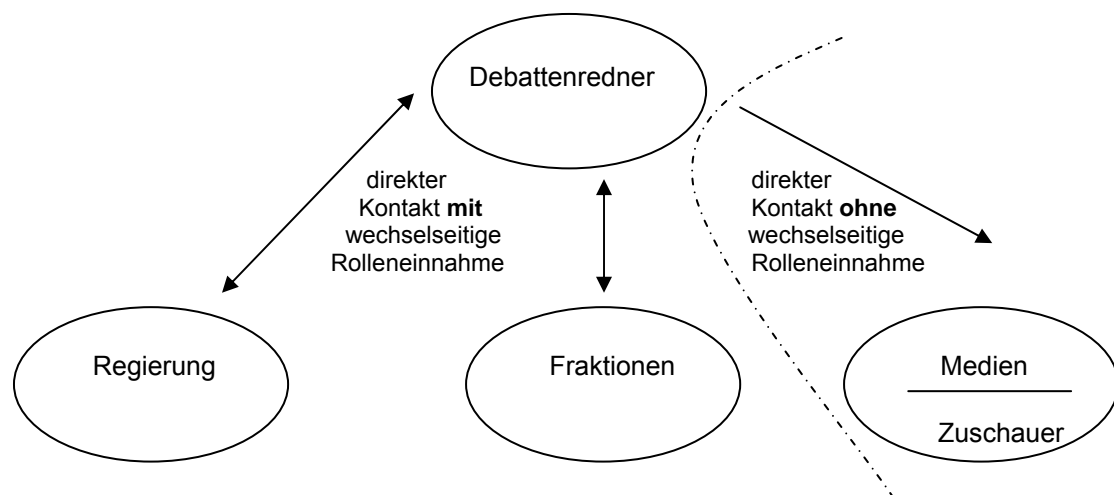 Debattenredner
direkter
Kontakt mit
wechselseitige
Rolleneinnahme
direkter
Kontakt ohne
wechselseitige
Rolleneinnahme
Regierung
Fraktionen
Medien
Zuschauer